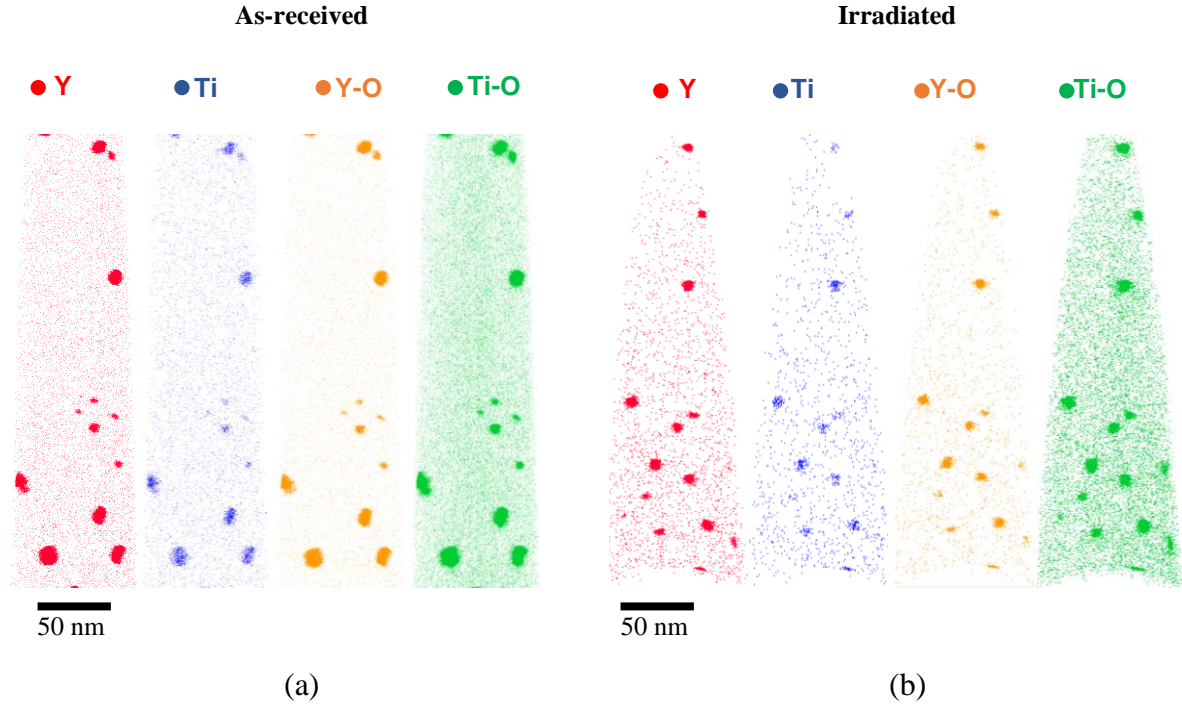 As-received
Irradiated
Y
Ti
Y-O
Ti-O
Y
Ti
Y-O
Ti-O
50 nm
50 nm
(a)
(b)